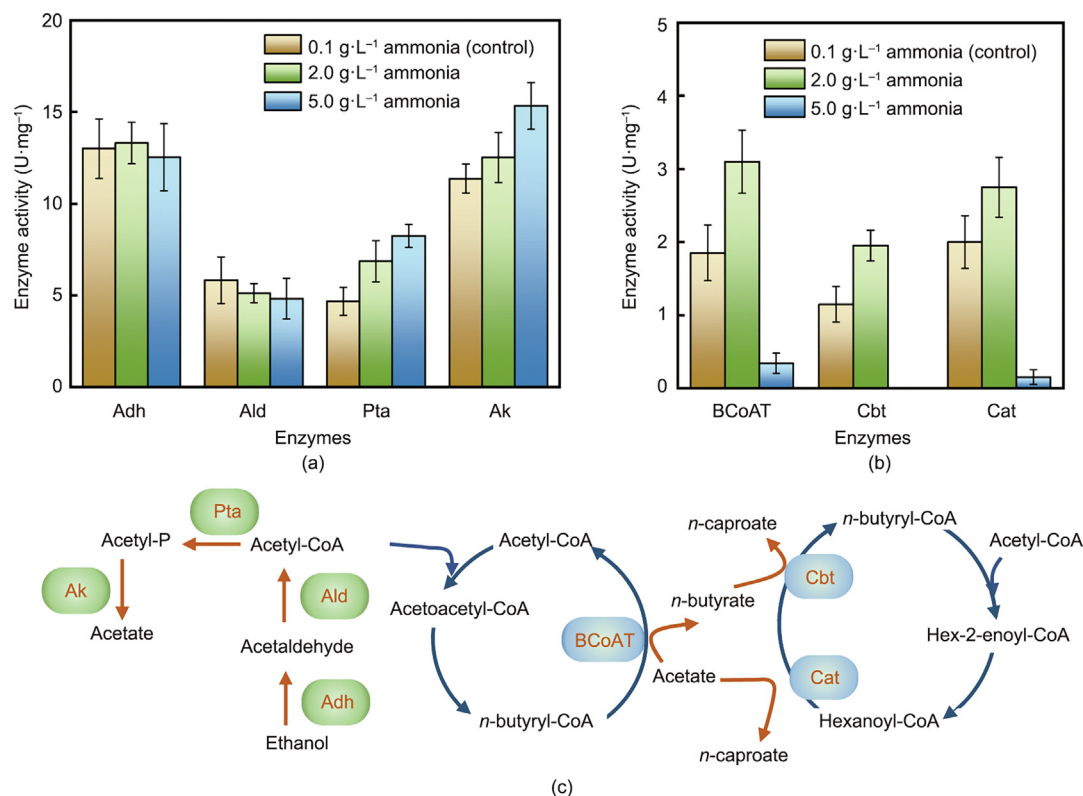 20
15
10
5
0
Enzyme activity (U·mg⁻¹)
0.1 g·L⁻¹ ammonia (control)
2.0 g·L⁻¹ ammonia
5.0 g·L⁻¹ ammonia
Adh Ald Pta Ak
Enzymes
(a)
5
4
3
2
1
0
Enzyme activity (U·mg⁻¹)
0.1 g·L⁻¹ ammonia (control)
2.0 g·L⁻¹ ammonia
5.0 g·L⁻¹ ammonia
BCoAT Cbt Cat
Enzymes
(b)
Pta
Acetyl-P
Acetyl-CoA
Ak
Acetate
Ald
Acetaldehyde
Adh
Ethanol
Acetyl-CoA
Acetoacetyl-CoA
BCoAT
n-butyryl-CoA
n-caproate
n-butyrate
Acetate
n-caproate
n-butyryl-CoA
Acetyl-CoA
Cbt
Hex-2-enoyl-CoA
Cat
Hexanoyl-CoA
(c)